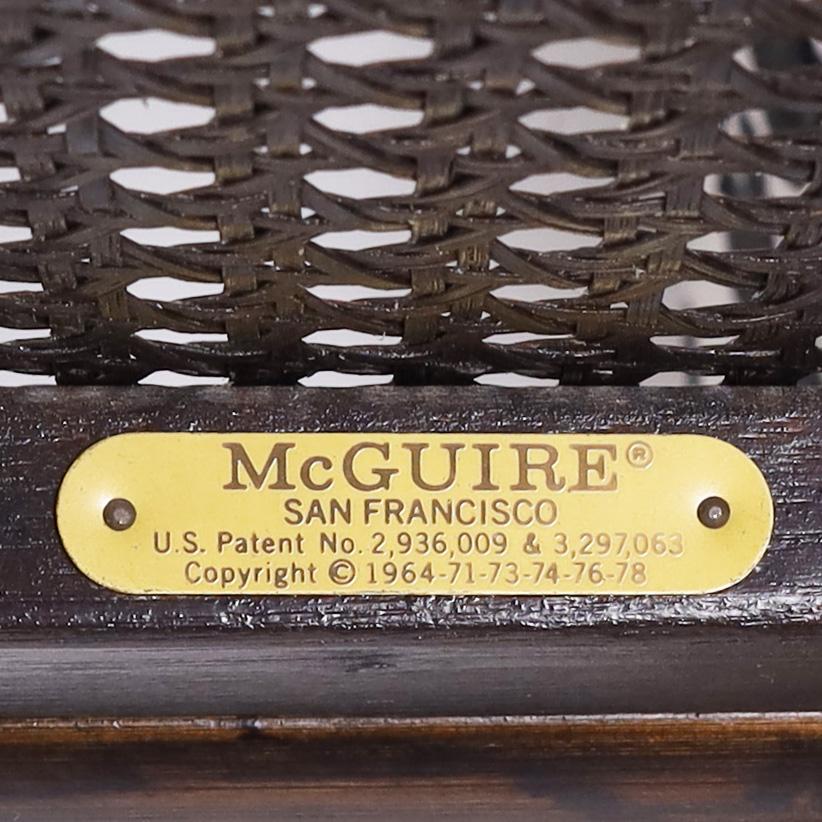 McGUIRE®
SAN FRANCISCO
U.S. Patent No. 2,936,009 & 3,297,063
Copyright © 1964-71-73-74-76-78